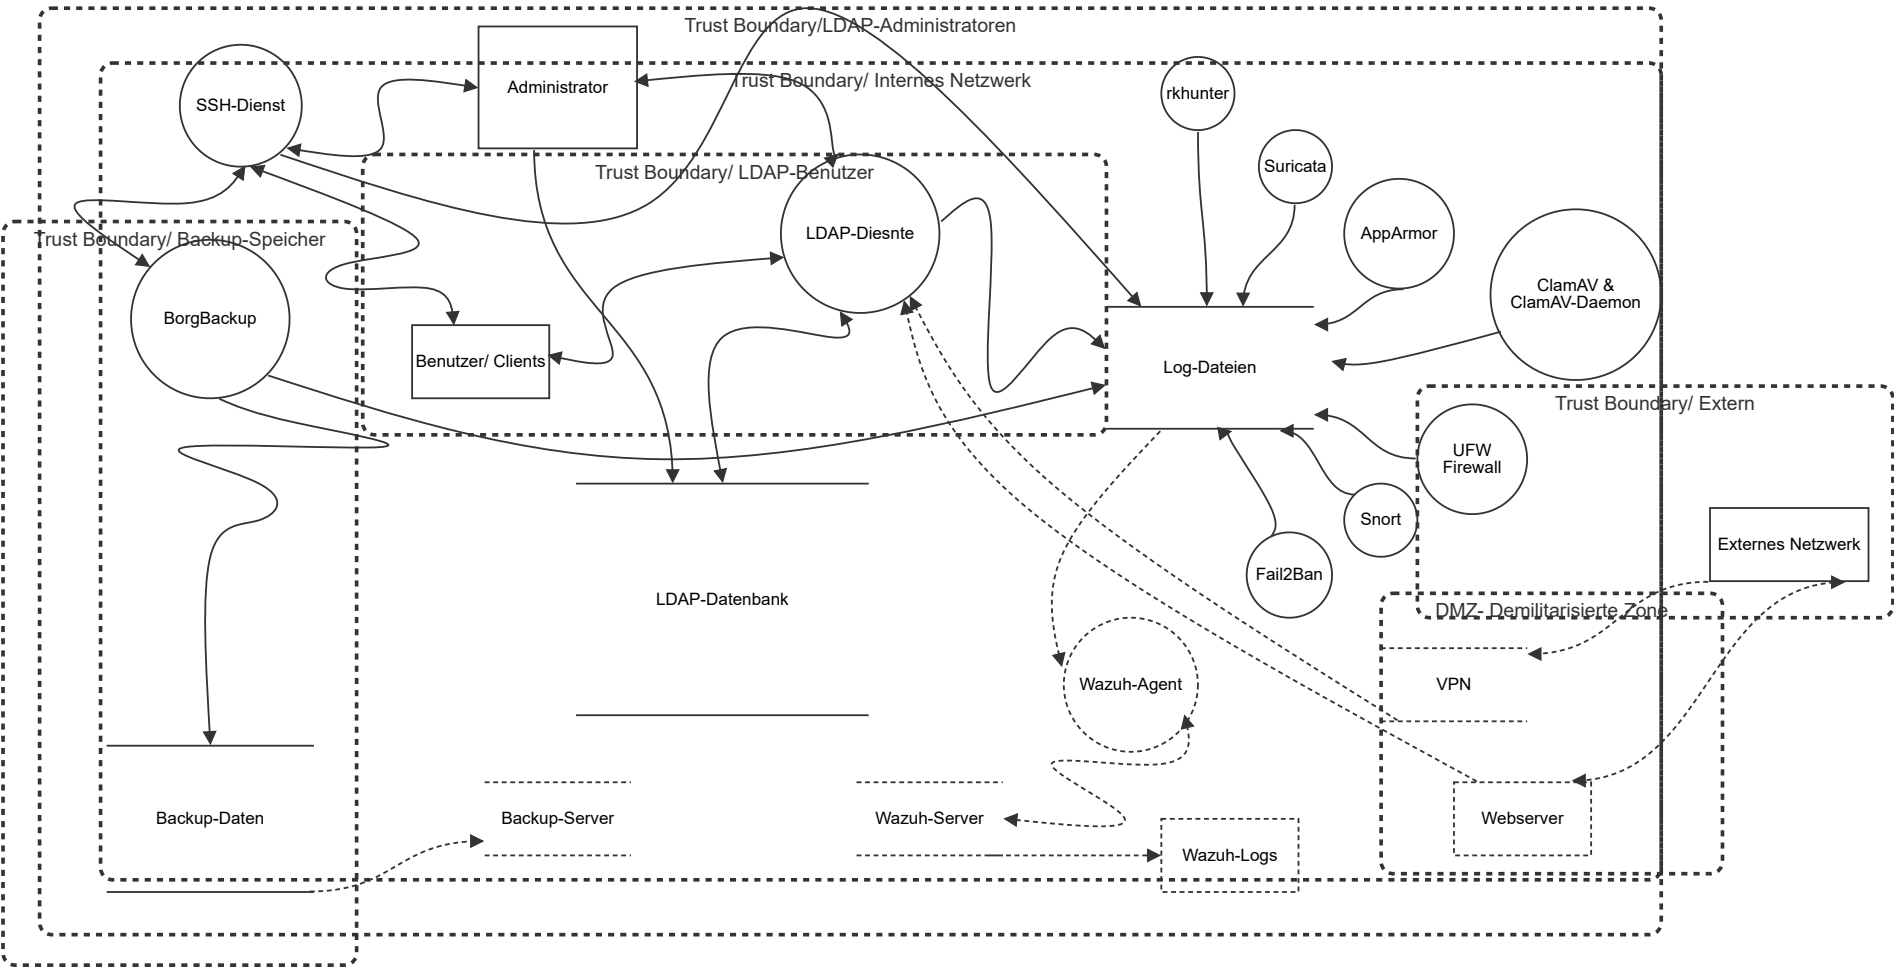 Trust Boundary/LDAP-Administratoren
Trust Boundary/ Internes Netzwerk
Administrator
SSH-Dienst
rkhunter
Suricata
Trust Boundary/ LDAP-Benutzer
LDAP-Diesnte
AppArmor
Trust Boundary/ Backup-Speicher
BorgBackup
ClamAV &
ClamAV-Daemon
Benutzer/ Clients
Log-Dateien
Trust Boundary/ Extern
UFW
Firewall
Snort
Externes Netzwerk
Fail2Ban
LDAP-Datenbank
DMZ- Demilitarisierte Zone
Wazuh-Agent
VPN
Backup-Daten
Backup-Server
Wazuh-Server
Webserver
Wazuh-Logs